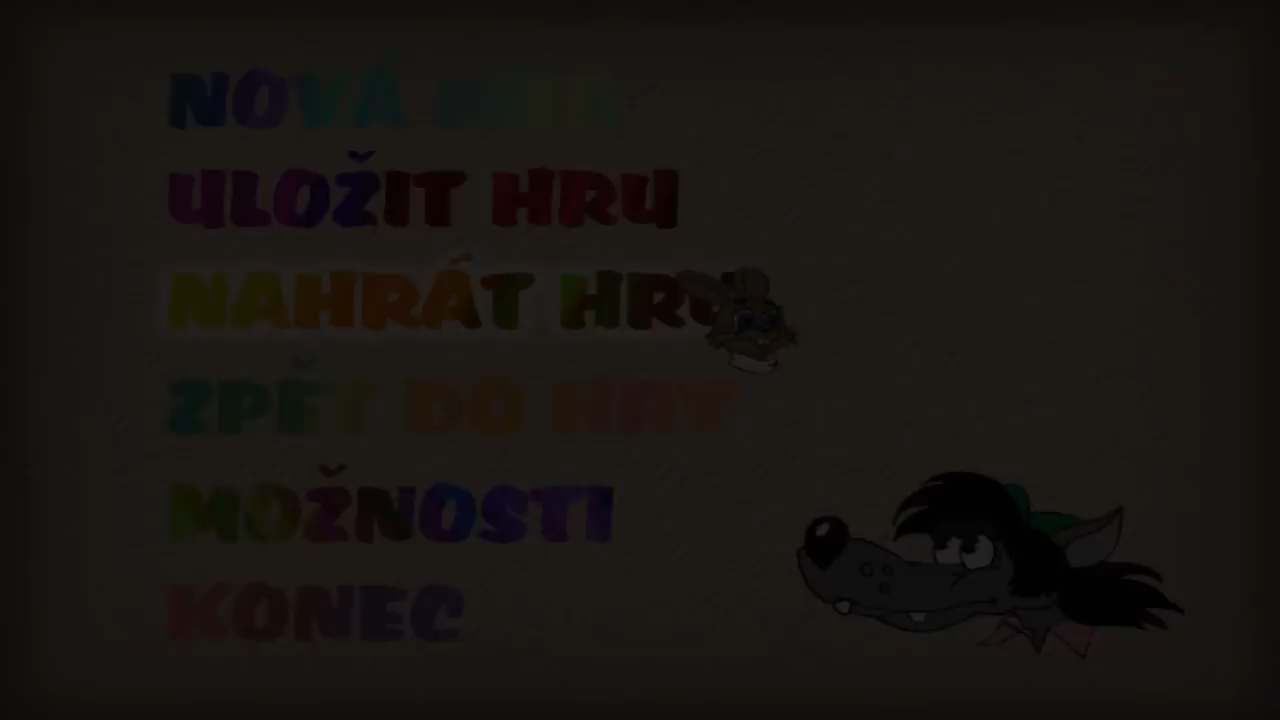 NOVÁ HRA
ULOŽIT HRU
NAHRÁT HRU
ZPĚT DO HRY
MOŽNOSTI
KONEC